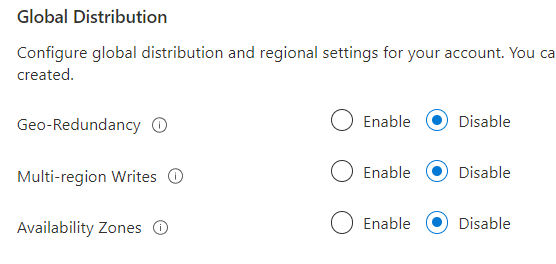 Global Distribution
Configure global distribution and regional settings for your account. You ca
created.
Geo-Redundancy Enable Disable
Multi-region Writes Enable Disable
Availability Zones Enable Disable